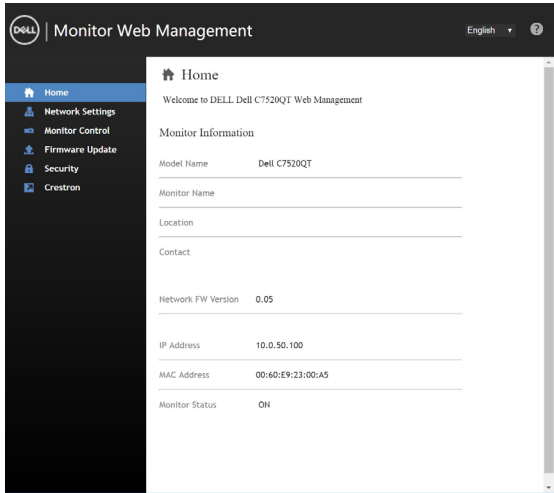 DELL | Monitor Web Management
English ▼ ?
Home
Network Settings
Monitor Control
Firmware Update
Security
Crestron
Home
Welcome to DELL Dell C7520QT Web Management
Monitor Information
Model Name Dell C7520QT
Monitor Name
Location
Contact
Network FW Version 0.05
IP Address 10.0.50.100
MAC Address 00:60:E9:23:00:A5
Monitor Status ON